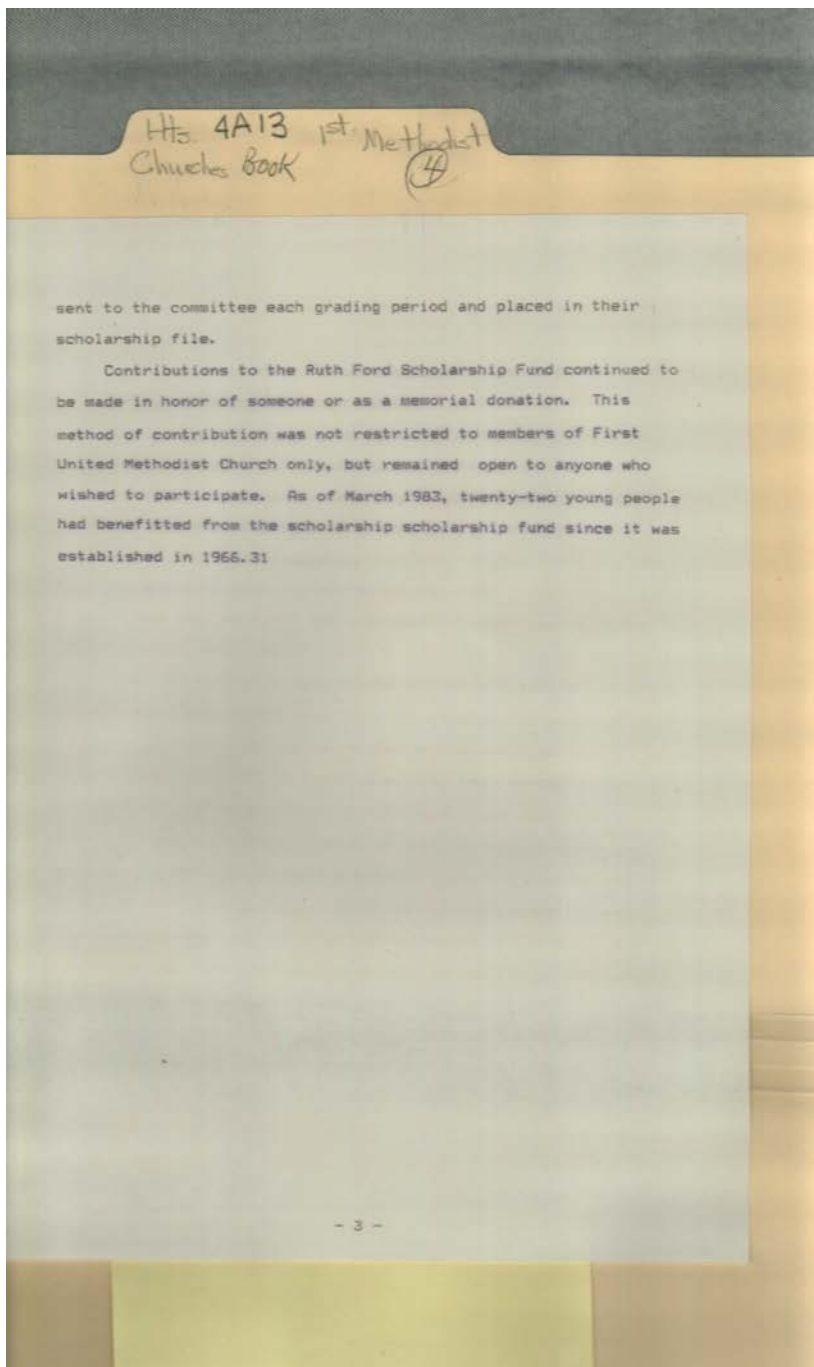 4A13 1st Methodist
Churches Book 4
sent to the committee each grading period and placed in their
scholarship file.
Contributions to the Ruth Ford Scholarship Fund continued to
be made in honor of someone or as a memorial donation. This
method of contribution was not restricted to members of First
United Methodist Church only, but remained open to anyone who
wished to participate. As of March 1983, twenty-two young people
had benefitted from the scholarship scholarship fund since it was
established in 1966.31
- 3 -